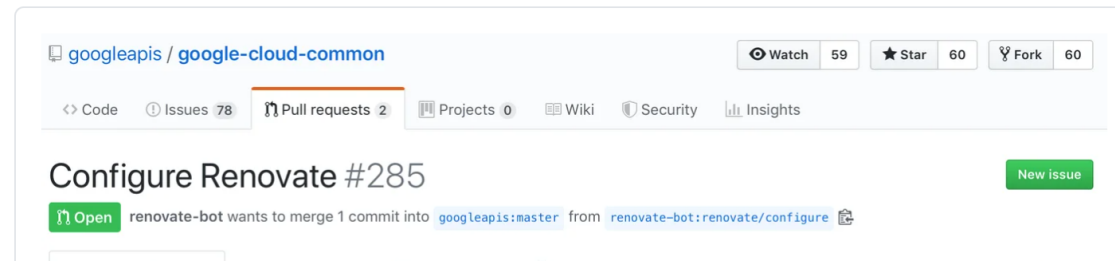 googleapis / google-cloud-common Watch 59 Star 60 Fork 60
<> Code Issues 78 Pull requests 2 Projects 0 Wiki Security Insights
Configure Renovate #285 New issue
Open renovate-bot wants to merge 1 commit into googleapis:master from renovate-bot:renovate/configure